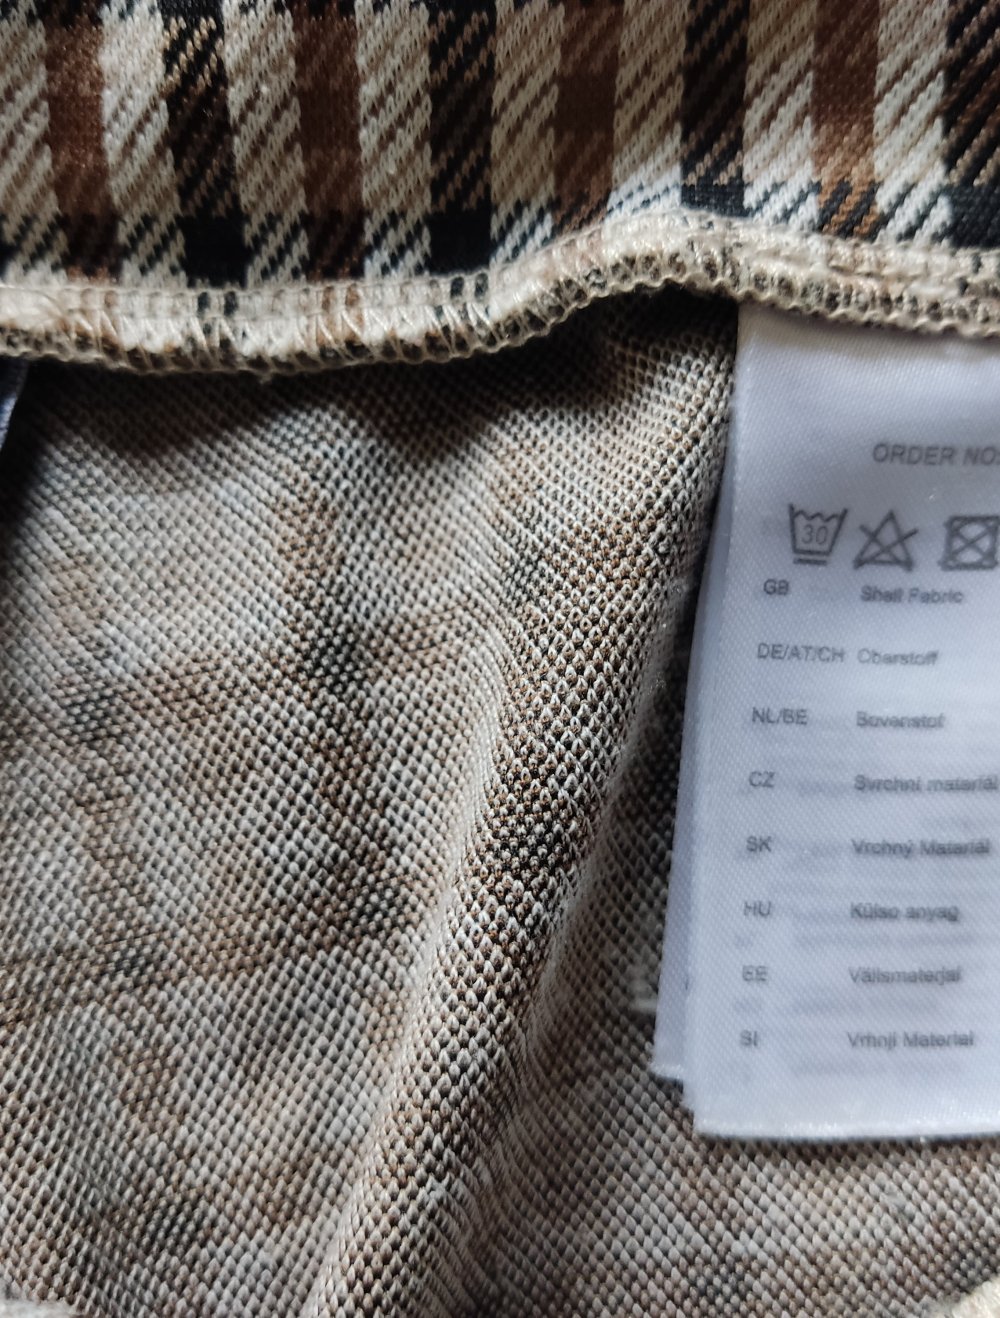 ORDER NO:
30
GB Shell Fabric
DE/AT/CH Oberstoff
NL/BE Bovenstof
CZ Svrchní materiál
SK Vrchný Materiál
HU Külso anyag
EE Välismaterjal
SI Vrhnji Material